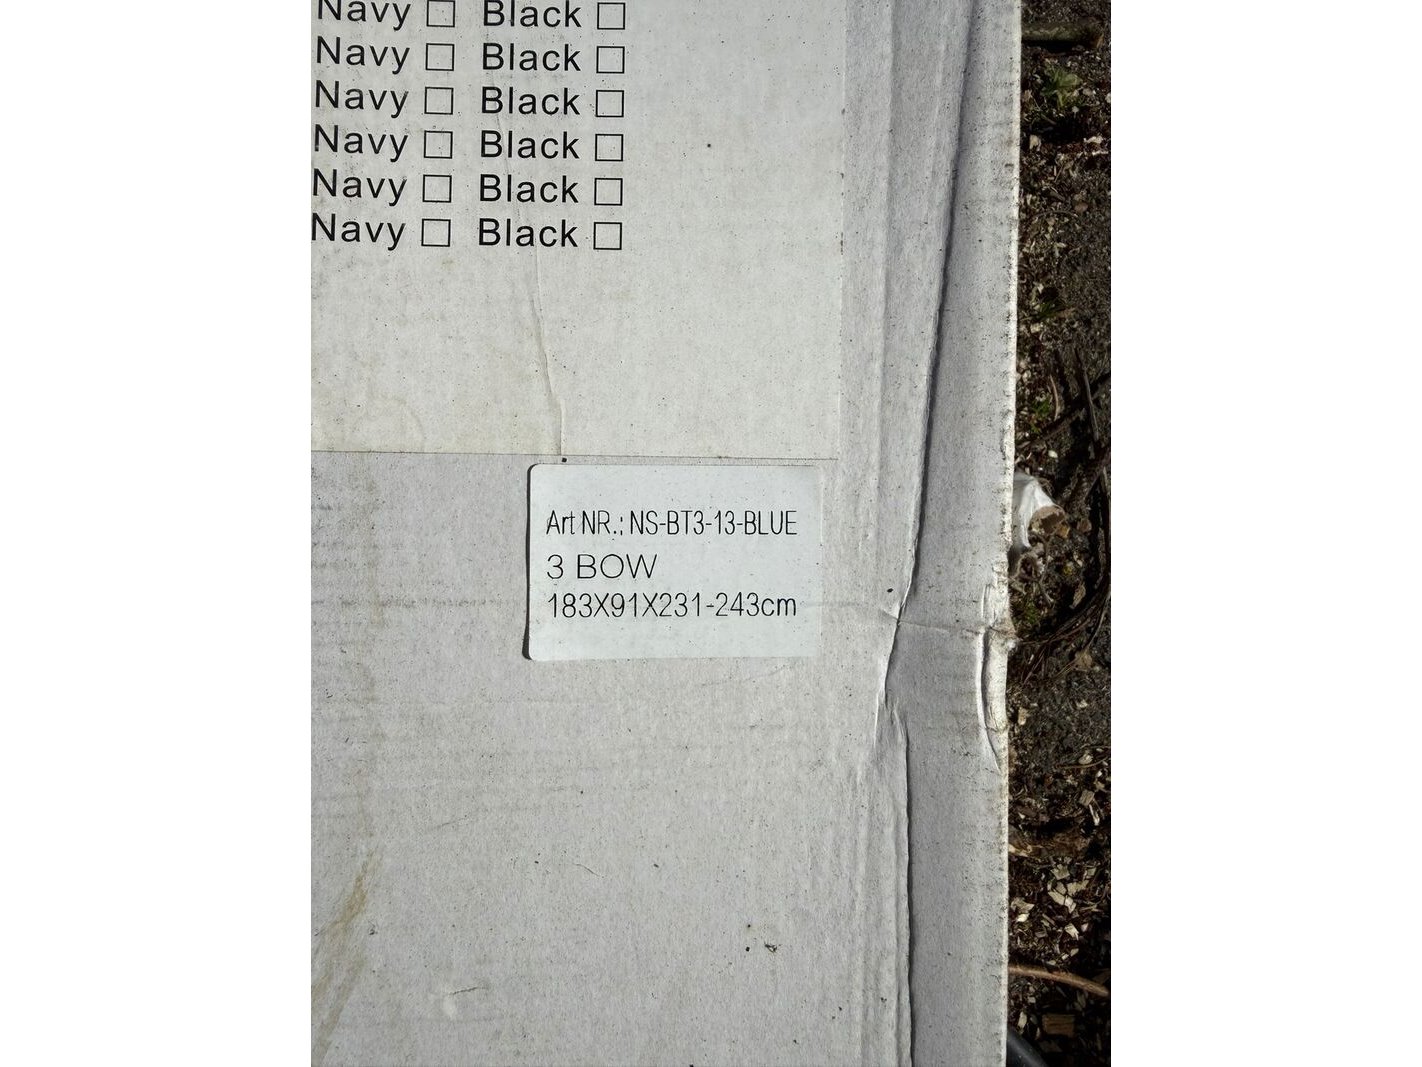 Navy □ Black □
Navy □ Black □
Navy □ Black □
Navy □ Black □
Navy □ Black □
Navy □ Black □
Art NR.: NS-BT3-13-BLUE
3 BOW
183X91X231-243cm